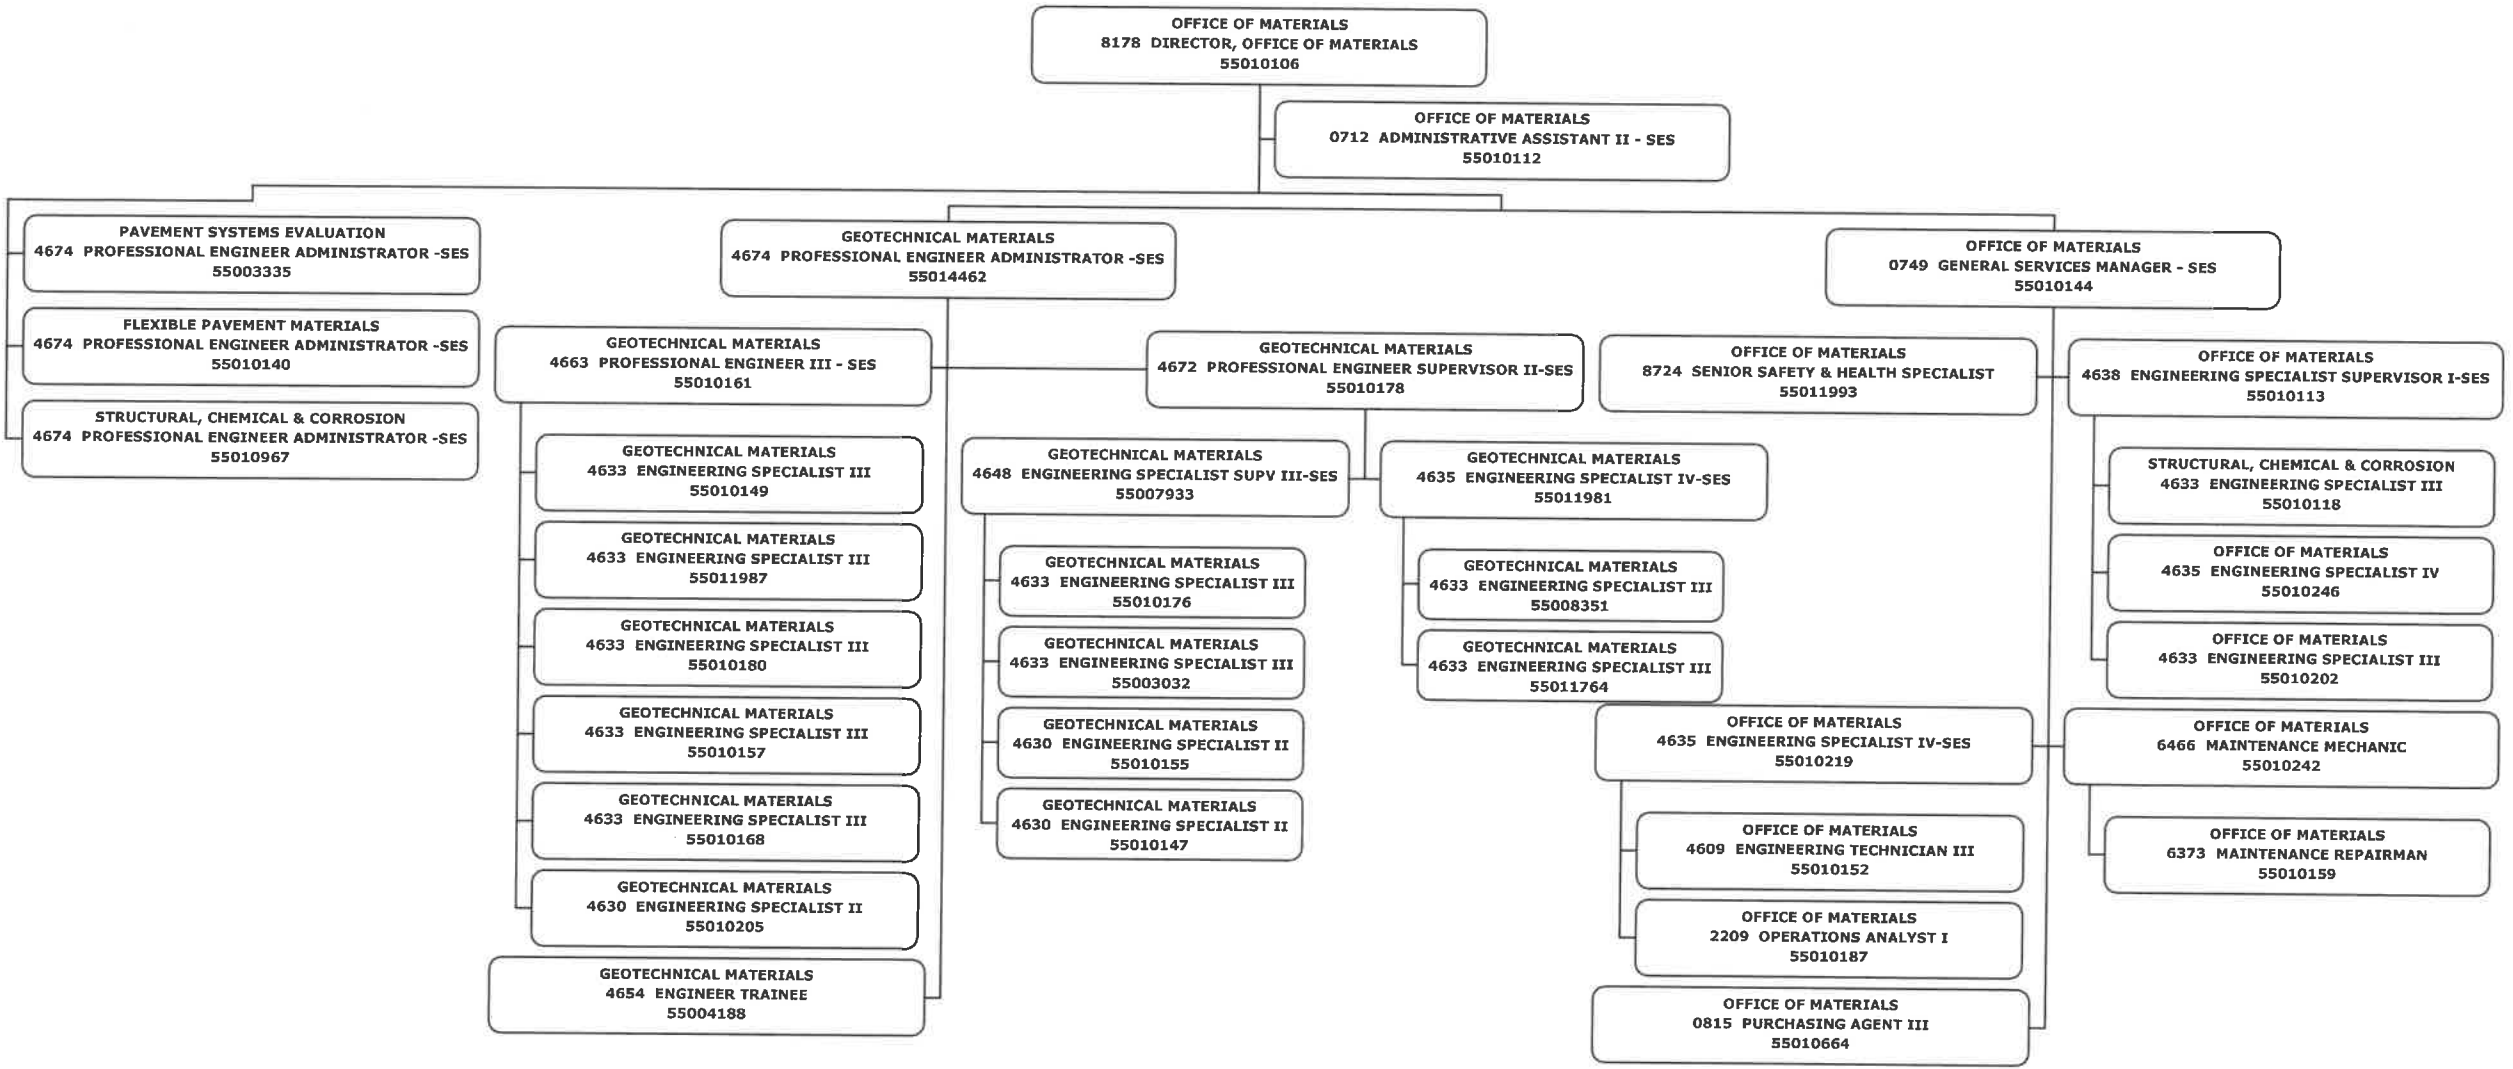 OFFICE OF MATERIALS
8178 DIRECTOR, OFFICE OF MATERIALS
55010106
OFFICE OF MATERIALS
0712 ADMINISTRATIVE ASSISTANT II - SES
55010112
PAVEMENT SYSTEMS EVALUATION
4674 PROFESSIONAL ENGINEER ADMINISTRATOR -SES
55003335
FLEXIBLE PAVEMENT MATERIALS
4674 PROFESSIONAL ENGINEER ADMINISTRATOR -SES
55010140
STRUCTURAL, CHEMICAL & CORROSION
4674 PROFESSIONAL ENGINEER ADMINISTRATOR -SES
55010967
GEOTECHNICAL MATERIALS
4674 PROFESSIONAL ENGINEER ADMINISTRATOR -SES
55014462
GEOTECHNICAL MATERIALS
4663 PROFESSIONAL ENGINEER III - SES
55010161
GEOTECHNICAL MATERIALS
4633 ENGINEERING SPECIALIST III
55010149
GEOTECHNICAL MATERIALS
4633 ENGINEERING SPECIALIST III
55011987
GEOTECHNICAL MATERIALS
4633 ENGINEERING SPECIALIST III
55010180
GEOTECHNICAL MATERIALS
4633 ENGINEERING SPECIALIST III
55010157
GEOTECHNICAL MATERIALS
4633 ENGINEERING SPECIALIST III
55010168
GEOTECHNICAL MATERIALS
4630 ENGINEERING SPECIALIST II
55010205
GEOTECHNICAL MATERIALS
4654 ENGINEER TRAINEE
55004188
GEOTECHNICAL MATERIALS
4672 PROFESSIONAL ENGINEER SUPERVISOR II-SES
55010178
GEOTECHNICAL MATERIALS
4648 ENGINEERING SPECIALIST SUPV III-SES
55007933
GEOTECHNICAL MATERIALS
4633 ENGINEERING SPECIALIST III
55010176
GEOTECHNICAL MATERIALS
4633 ENGINEERING SPECIALIST III
55003032
GEOTECHNICAL MATERIALS
4630 ENGINEERING SPECIALIST II
55010155
GEOTECHNICAL MATERIALS
4630 ENGINEERING SPECIALIST II
55010147
GEOTECHNICAL MATERIALS
4635 ENGINEERING SPECIALIST IV-SES
55011981
GEOTECHNICAL MATERIALS
4633 ENGINEERING SPECIALIST III
55008351
GEOTECHNICAL MATERIALS
4633 ENGINEERING SPECIALIST III
55011764
OFFICE OF MATERIALS
0749 GENERAL SERVICES MANAGER - SES
55010144
OFFICE OF MATERIALS
8724 SENIOR SAFETY & HEALTH SPECIALIST
55011993
OFFICE OF MATERIALS
4638 ENGINEERING SPECIALIST SUPERVISOR I-SES
55010113
STRUCTURAL, CHEMICAL & CORROSION
4633 ENGINEERING SPECIALIST III
55010118
OFFICE OF MATERIALS
4635 ENGINEERING SPECIALIST IV
55010246
OFFICE OF MATERIALS
4633 ENGINEERING SPECIALIST III
55010202
OFFICE OF MATERIALS
4635 ENGINEERING SPECIALIST IV-SES
55010219
OFFICE OF MATERIALS
4609 ENGINEERING TECHNICIAN III
55010152
OFFICE OF MATERIALS
2209 OPERATIONS ANALYST I
55010187
OFFICE OF MATERIALS
6466 MAINTENANCE MECHANIC
55010242
OFFICE OF MATERIALS
6373 MAINTENANCE REPAIRMAN
55010159
OFFICE OF MATERIALS
0815 PURCHASING AGENT III
55010664